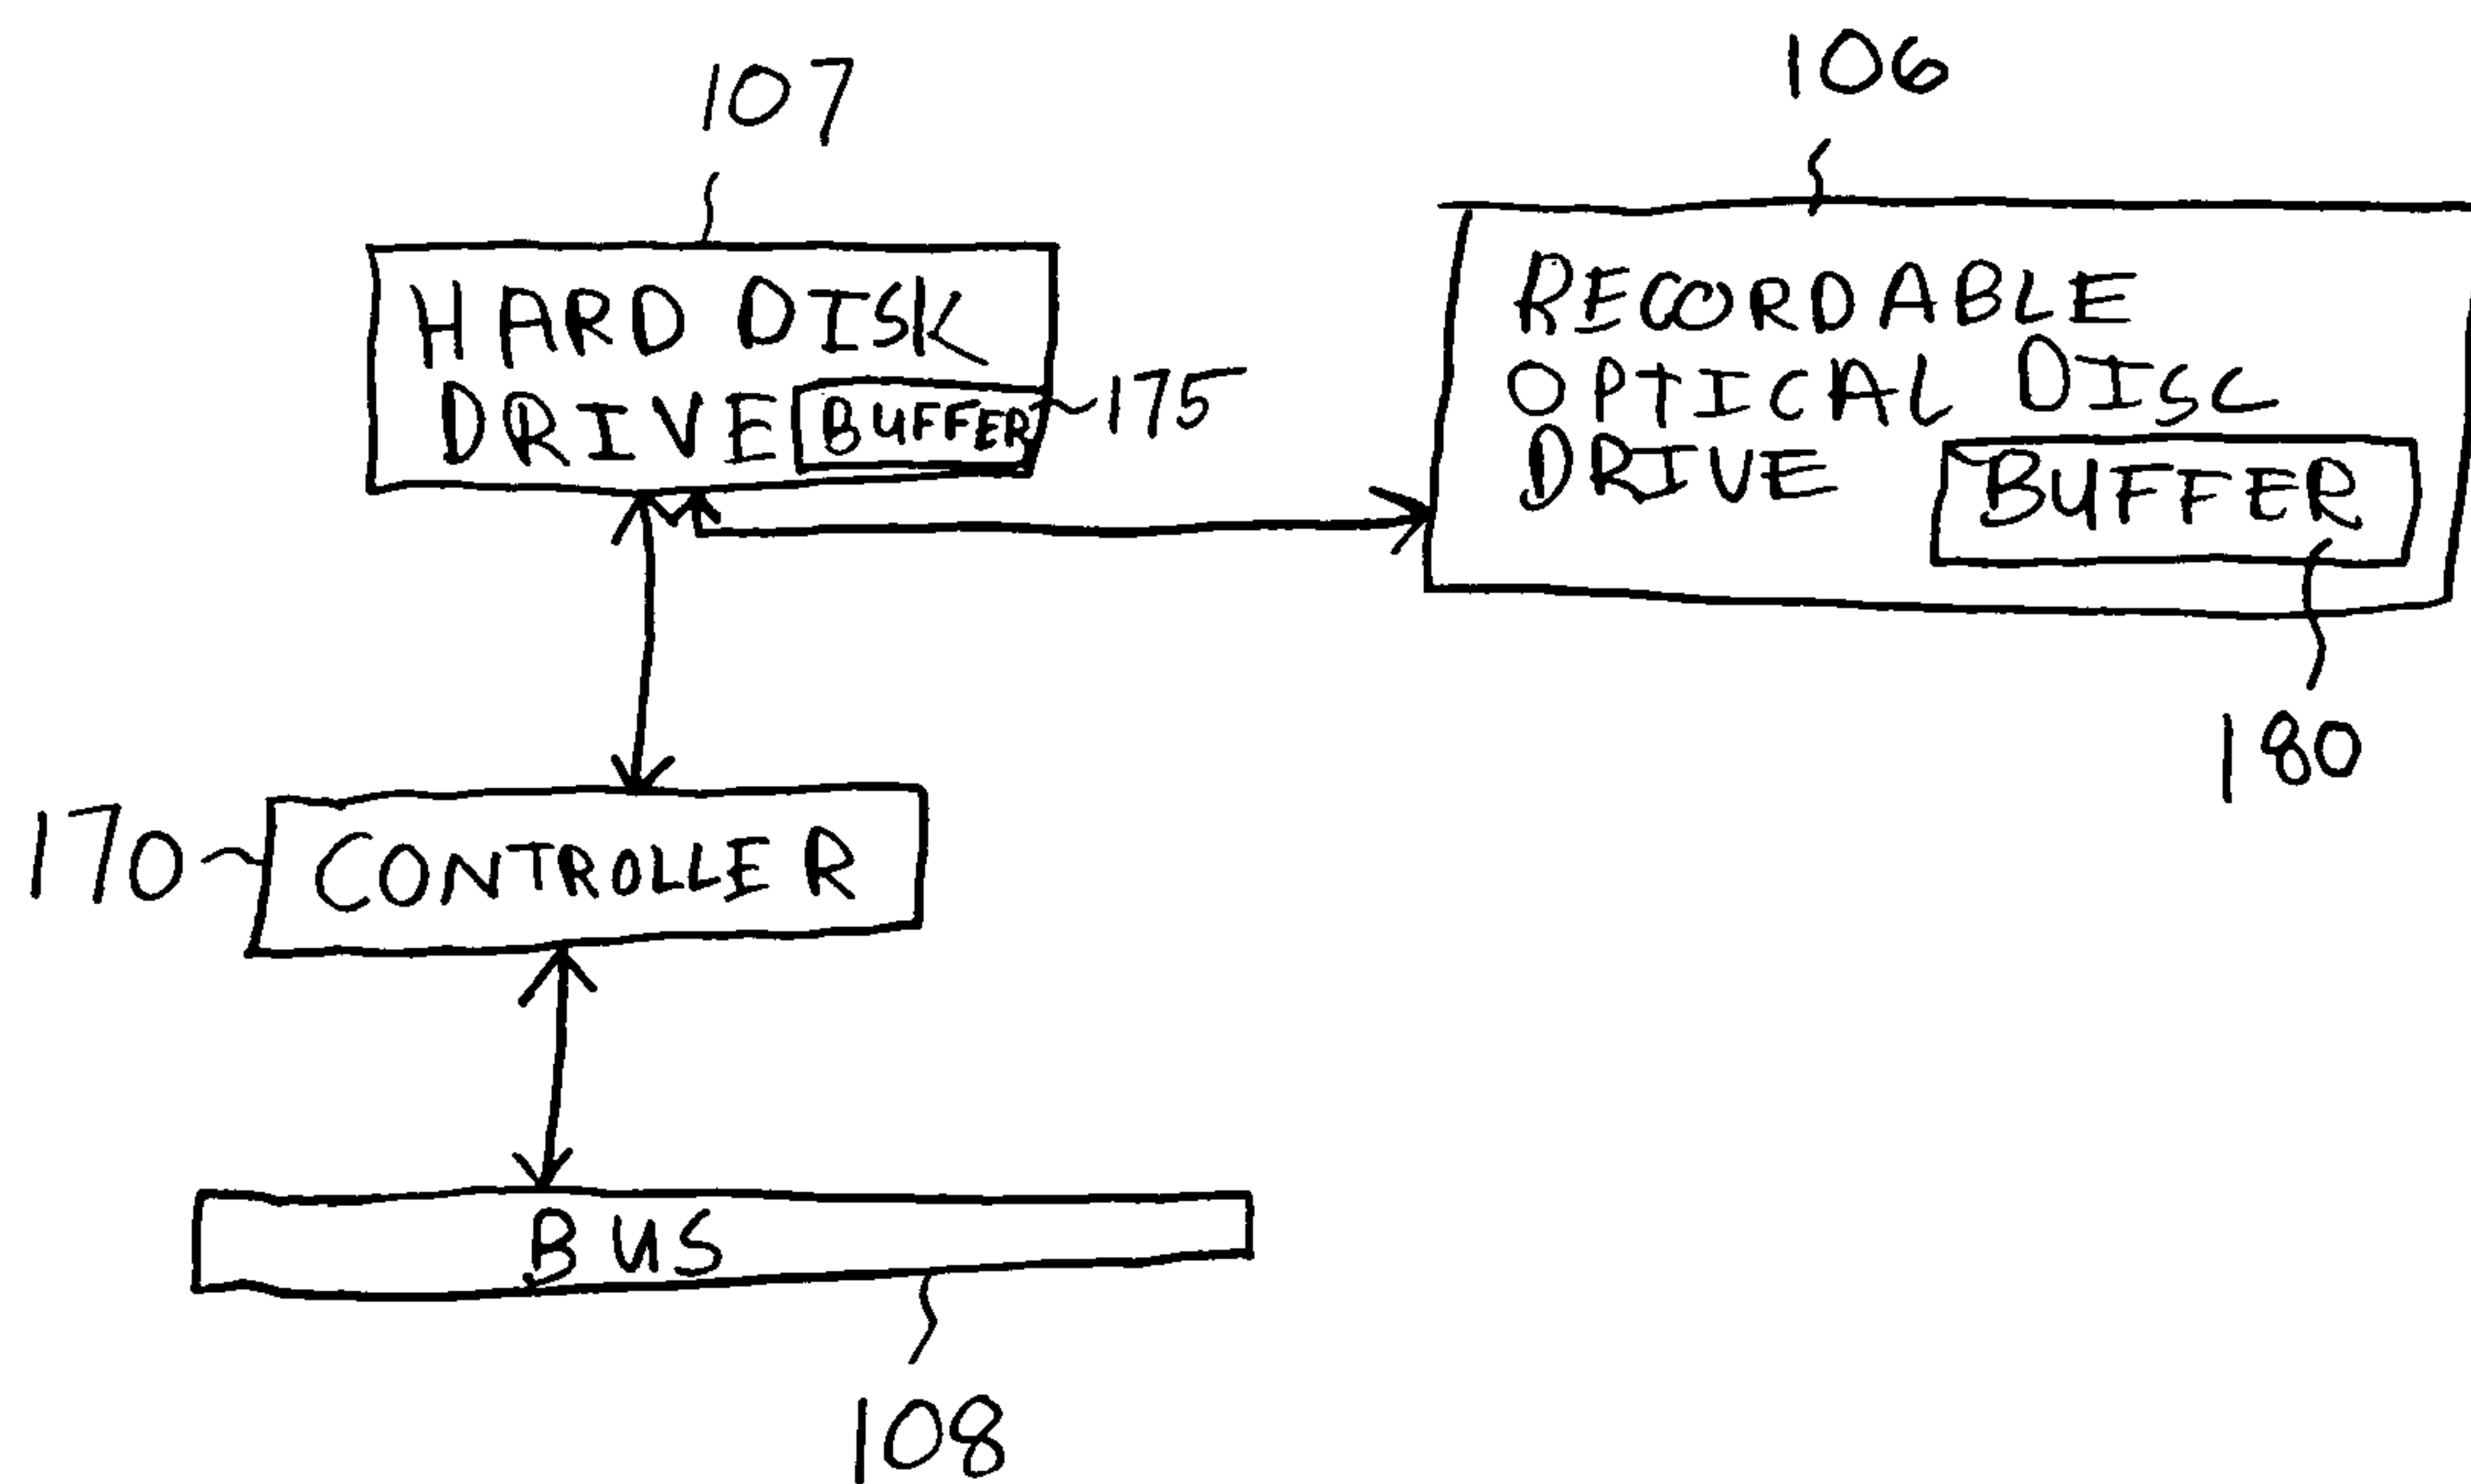 107
106
HARD DISK
DRIVE BUFFER 175
RECORDABLE
OPTICAL DISC
DRIVE BUFFER
180
170 CONTROLLER
BUS
108